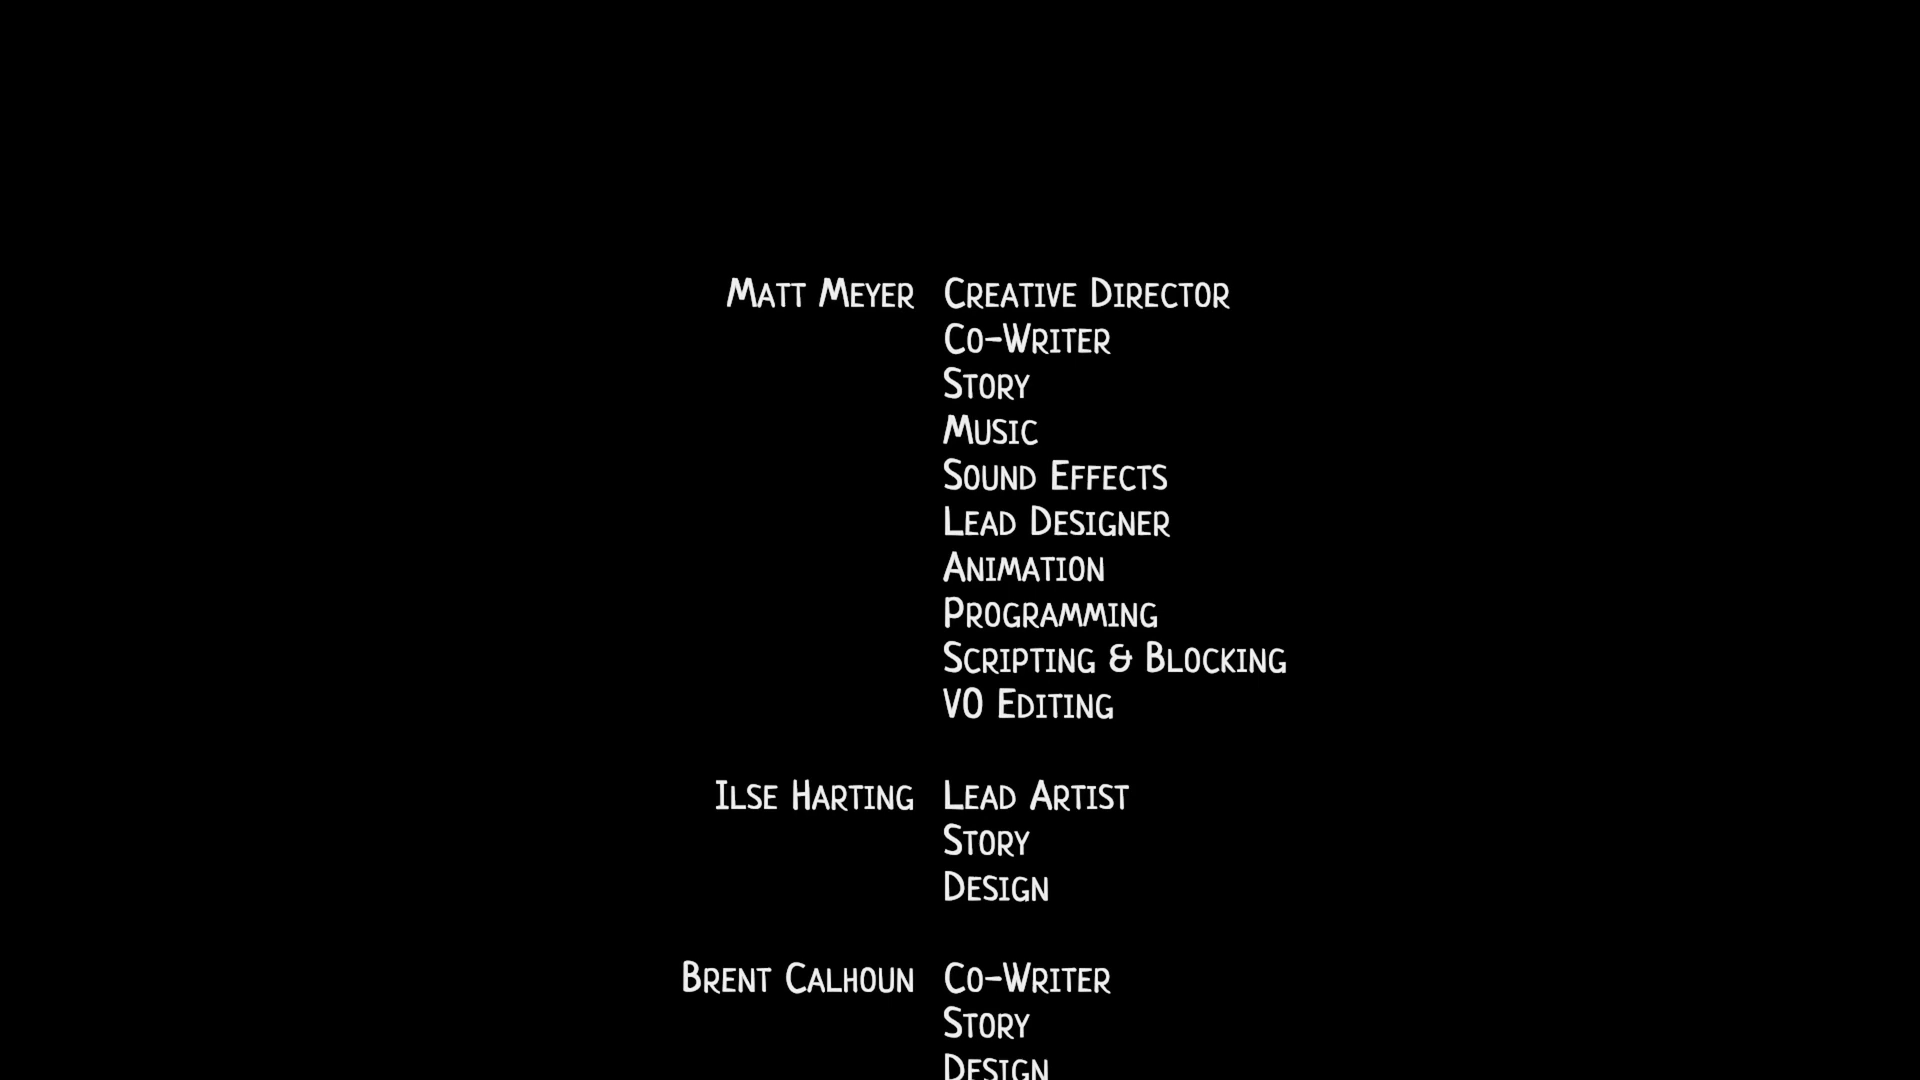 Matt Meyer Creative Director
Co-Writer
Story
Music
Sound Effects
Lead Designer
Animation
Programming
Scripting & Blocking
VO Editing
Ilse Harting Lead Artist
Story
Design
Brent Calhoun Co-Writer
Story
Design